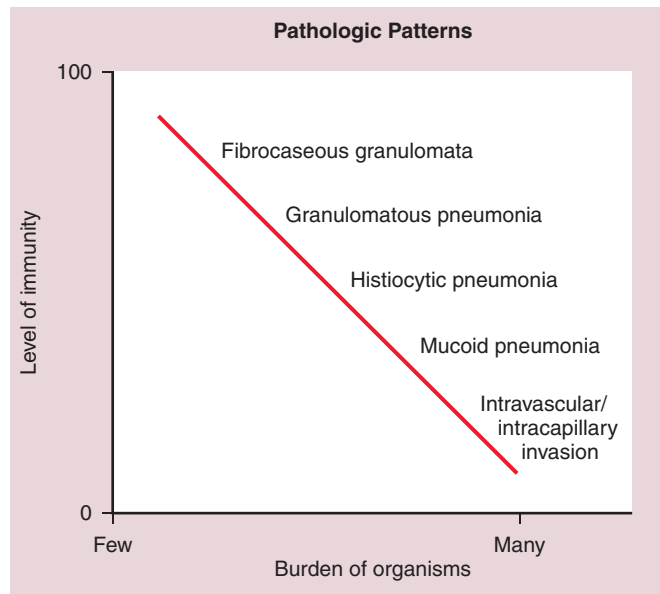 Pathologic Patterns
100
Fibrocaseous granulomata
Granulomatous pneumonia
Histiocytic pneumonia
Mucoid pneumonia
Intravascular/
intracapillary
invasion
Level of immunity
0
Few
Many
Burden of organisms